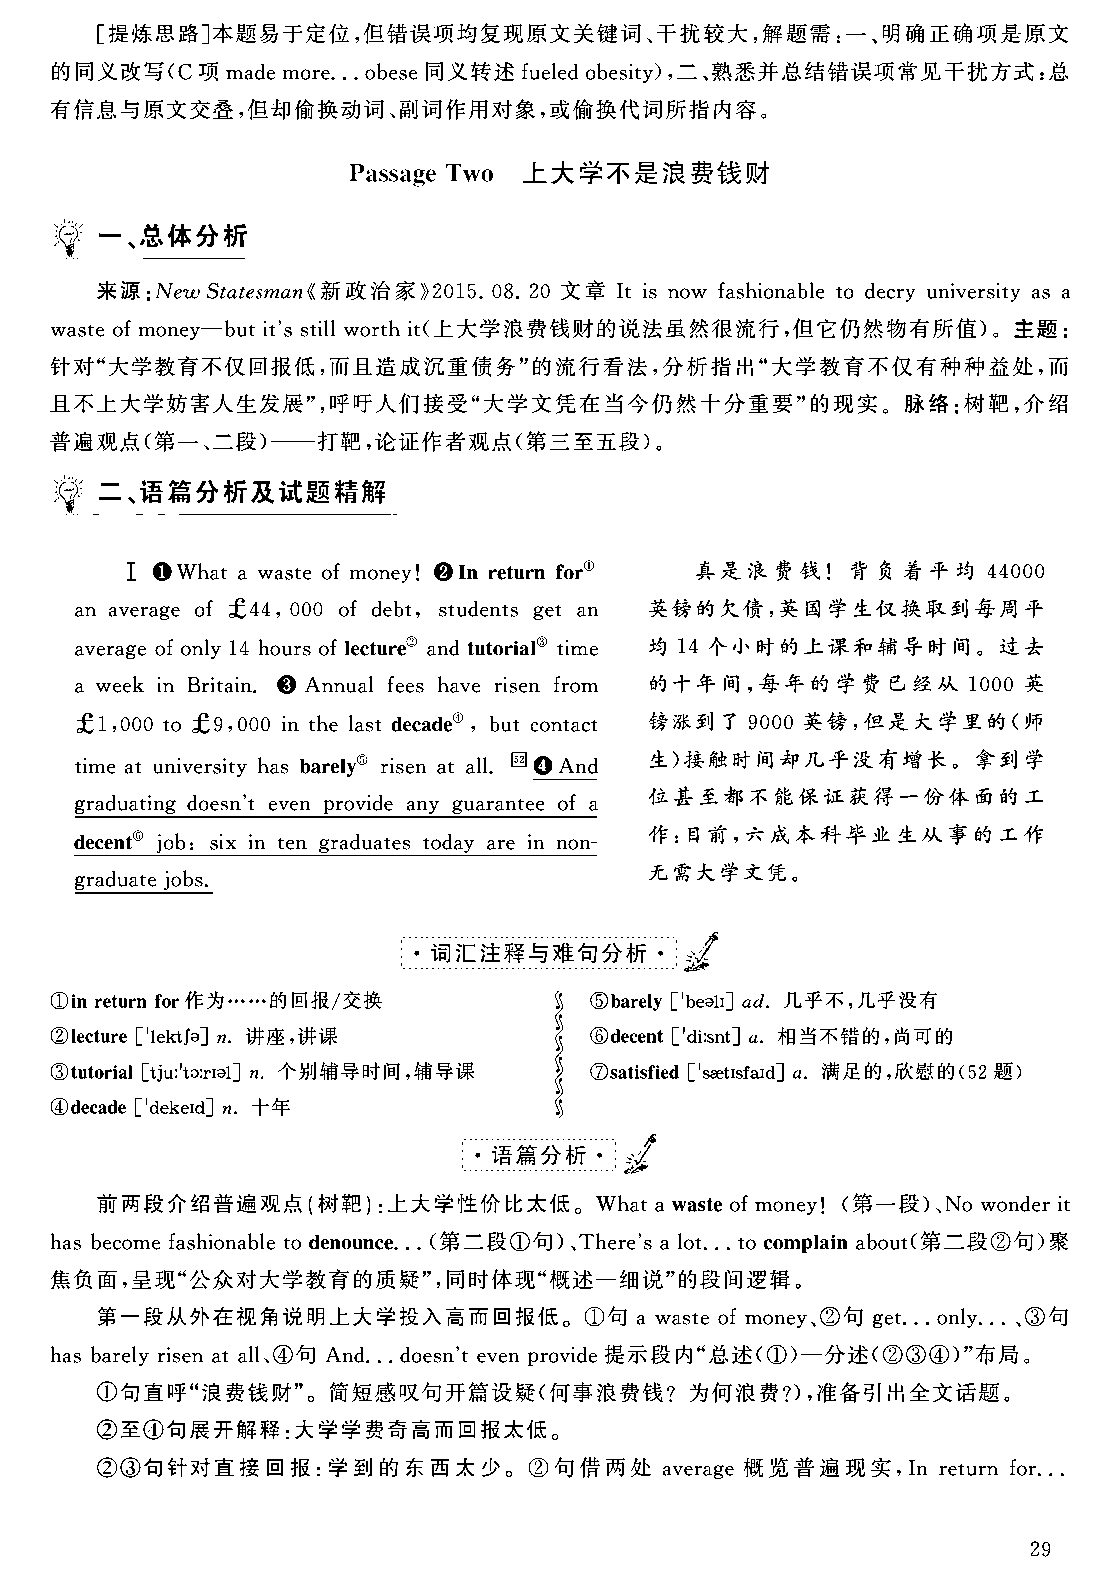 [提炼思路]本题易于定位,但错误项均复现原文关键词、干扰较大,解题需:一、明确正确项是原文
的同义改写(C项 made more...obese 同义转述 fueled obesity),二、熟悉并总结错误项常见干扰方式:总
有信息与原文交叠,但却偷换动词、副词作用对象,或偷换代词所指内容。
Passage Two 上大学不是浪费钱财
一、总体分析
来源:New Statesman《新政治家》2015.08.20 文章 It is now fashionable to decry university as a
waste of money—but it's still worth it(上大学浪费钱财的说法虽然很流行,但它仍然物有所值)。主题:
针对“大学教育不仅回报低,而且造成沉重债务”的流行看法,分析指出“大学教育不仅有种种益处,而
且不上大学妨害人生发展”,呼吁人们接受“大学文凭在当今仍然十分重要”的现实。脉络:树靶,介绍
普遍观点(第一、二段)——打靶,论证作者观点(第三至五段)。
二、语篇分析及试题精解
Ⅰ ❶What a waste of money! ❷In return for①
an average of £44,000 of debt, students get an
average of only 14 hours of lecture② and tutorial③ time
a week in Britain. ❸Annual fees have risen from
£1,000 to £9,000 in the last decade④, but contact
time at university has barely⑤ risen at all. 52 ❹And
graduating doesn't even provide any guarantee of a
decent⑥ job: six in ten graduates today are in non-
graduate jobs.
真是浪费钱!背负着平均 44000
英镑的欠债,英国学生仅换取到每周平
均 14 个小时的上课和辅导时间。过去
的十年间,每年的学费已经从 1000 英
镑涨到了 9000 英镑,但是大学里的(师
生)接触时间却几乎没有增长。拿到学
位甚至都不能保证获得一份体面的工
作:目前,六成本科毕业生从事的工作
无需大学文凭。
·词汇注释与难句分析·
①in return for 作为……的回报/交换
②lecture [ˈlektʃə] n. 讲座,讲课
③tutorial [tjuːˈtɔːrɪəl] n. 个别辅导时间,辅导课
④decade [ˈdekeɪd] n. 十年
⑤barely [ˈbeəlɪ] ad. 几乎不,几乎没有
⑥decent [ˈdiːsnt] a. 相当不错的,尚可的
⑦satisfied [ˈsætɪsfaɪd] a. 满足的,欣慰的(52 题)
·语篇分析·
前两段介绍普遍观点(树靶):上大学性价比太低。What a waste of money!(第一段)、No wonder it
has become fashionable to denounce...(第二段①句)、There's a lot...to complain about(第二段②句)聚
焦负面,呈现“公众对大学教育的质疑”,同时体现“概述—细说”的段间逻辑。
第一段从外在视角说明上大学投入高而回报低。①句 a waste of money、②句 get...only...、③句
has barely risen at all、④句 And...doesn't even provide 提示段内“总述(①)—分述(②③④)”布局。
①句直呼“浪费钱财”。简短感叹句开篇设疑(何事浪费钱?为何浪费?),准备引出全文话题。
②至④句展开解释:大学学费奇高而回报太低。
②③句针对直接回报:学到的东西太少。②句借两处 average 概览普遍现实,In return for...
29